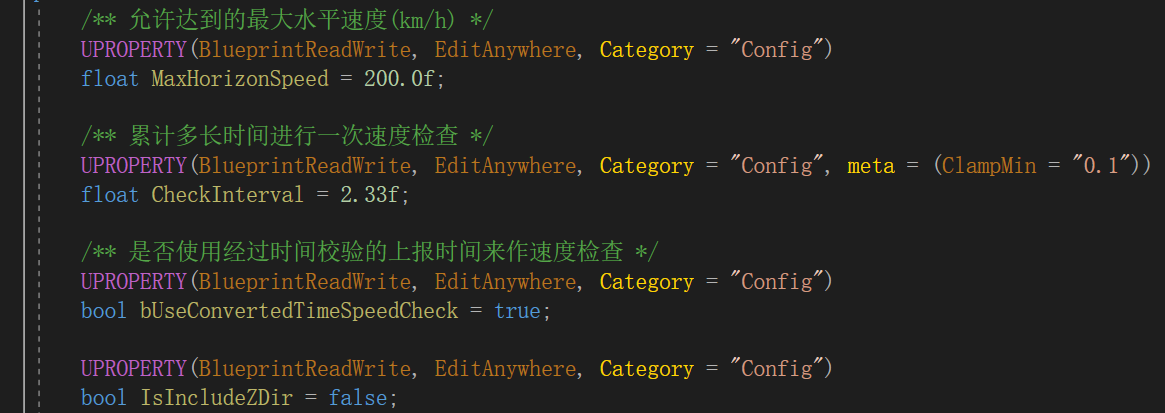 /** 允许达到的最大水平速度(km/h) */
UPROPERTY(BlueprintReadWrite, EditAnywhere, Category = "Config")
float MaxHorizonSpeed = 200.0f;
/** 累计多长时间进行一次速度检查 */
UPROPERTY(BlueprintReadWrite, EditAnywhere, Category = "Config", meta = (ClampMin = "0.1"))
float CheckInterval = 2.33f;
/** 是否使用经过时间校验的上报时间来作速度检查 */
UPROPERTY(BlueprintReadWrite, EditAnywhere, Category = "Config")
bool bUseConvertedTimeSpeedCheck = true;
UPROPERTY(BlueprintReadWrite, EditAnywhere, Category = "Config")
bool IsIncludeZDir = false;